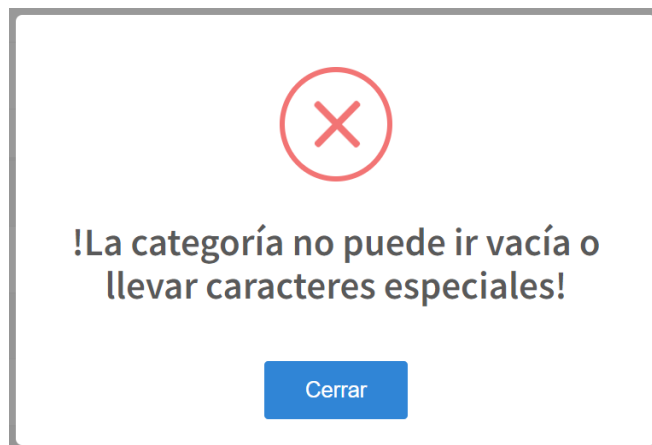 !La categoría no puede ir vacía o
llevar caracteres especiales!
Cerrar